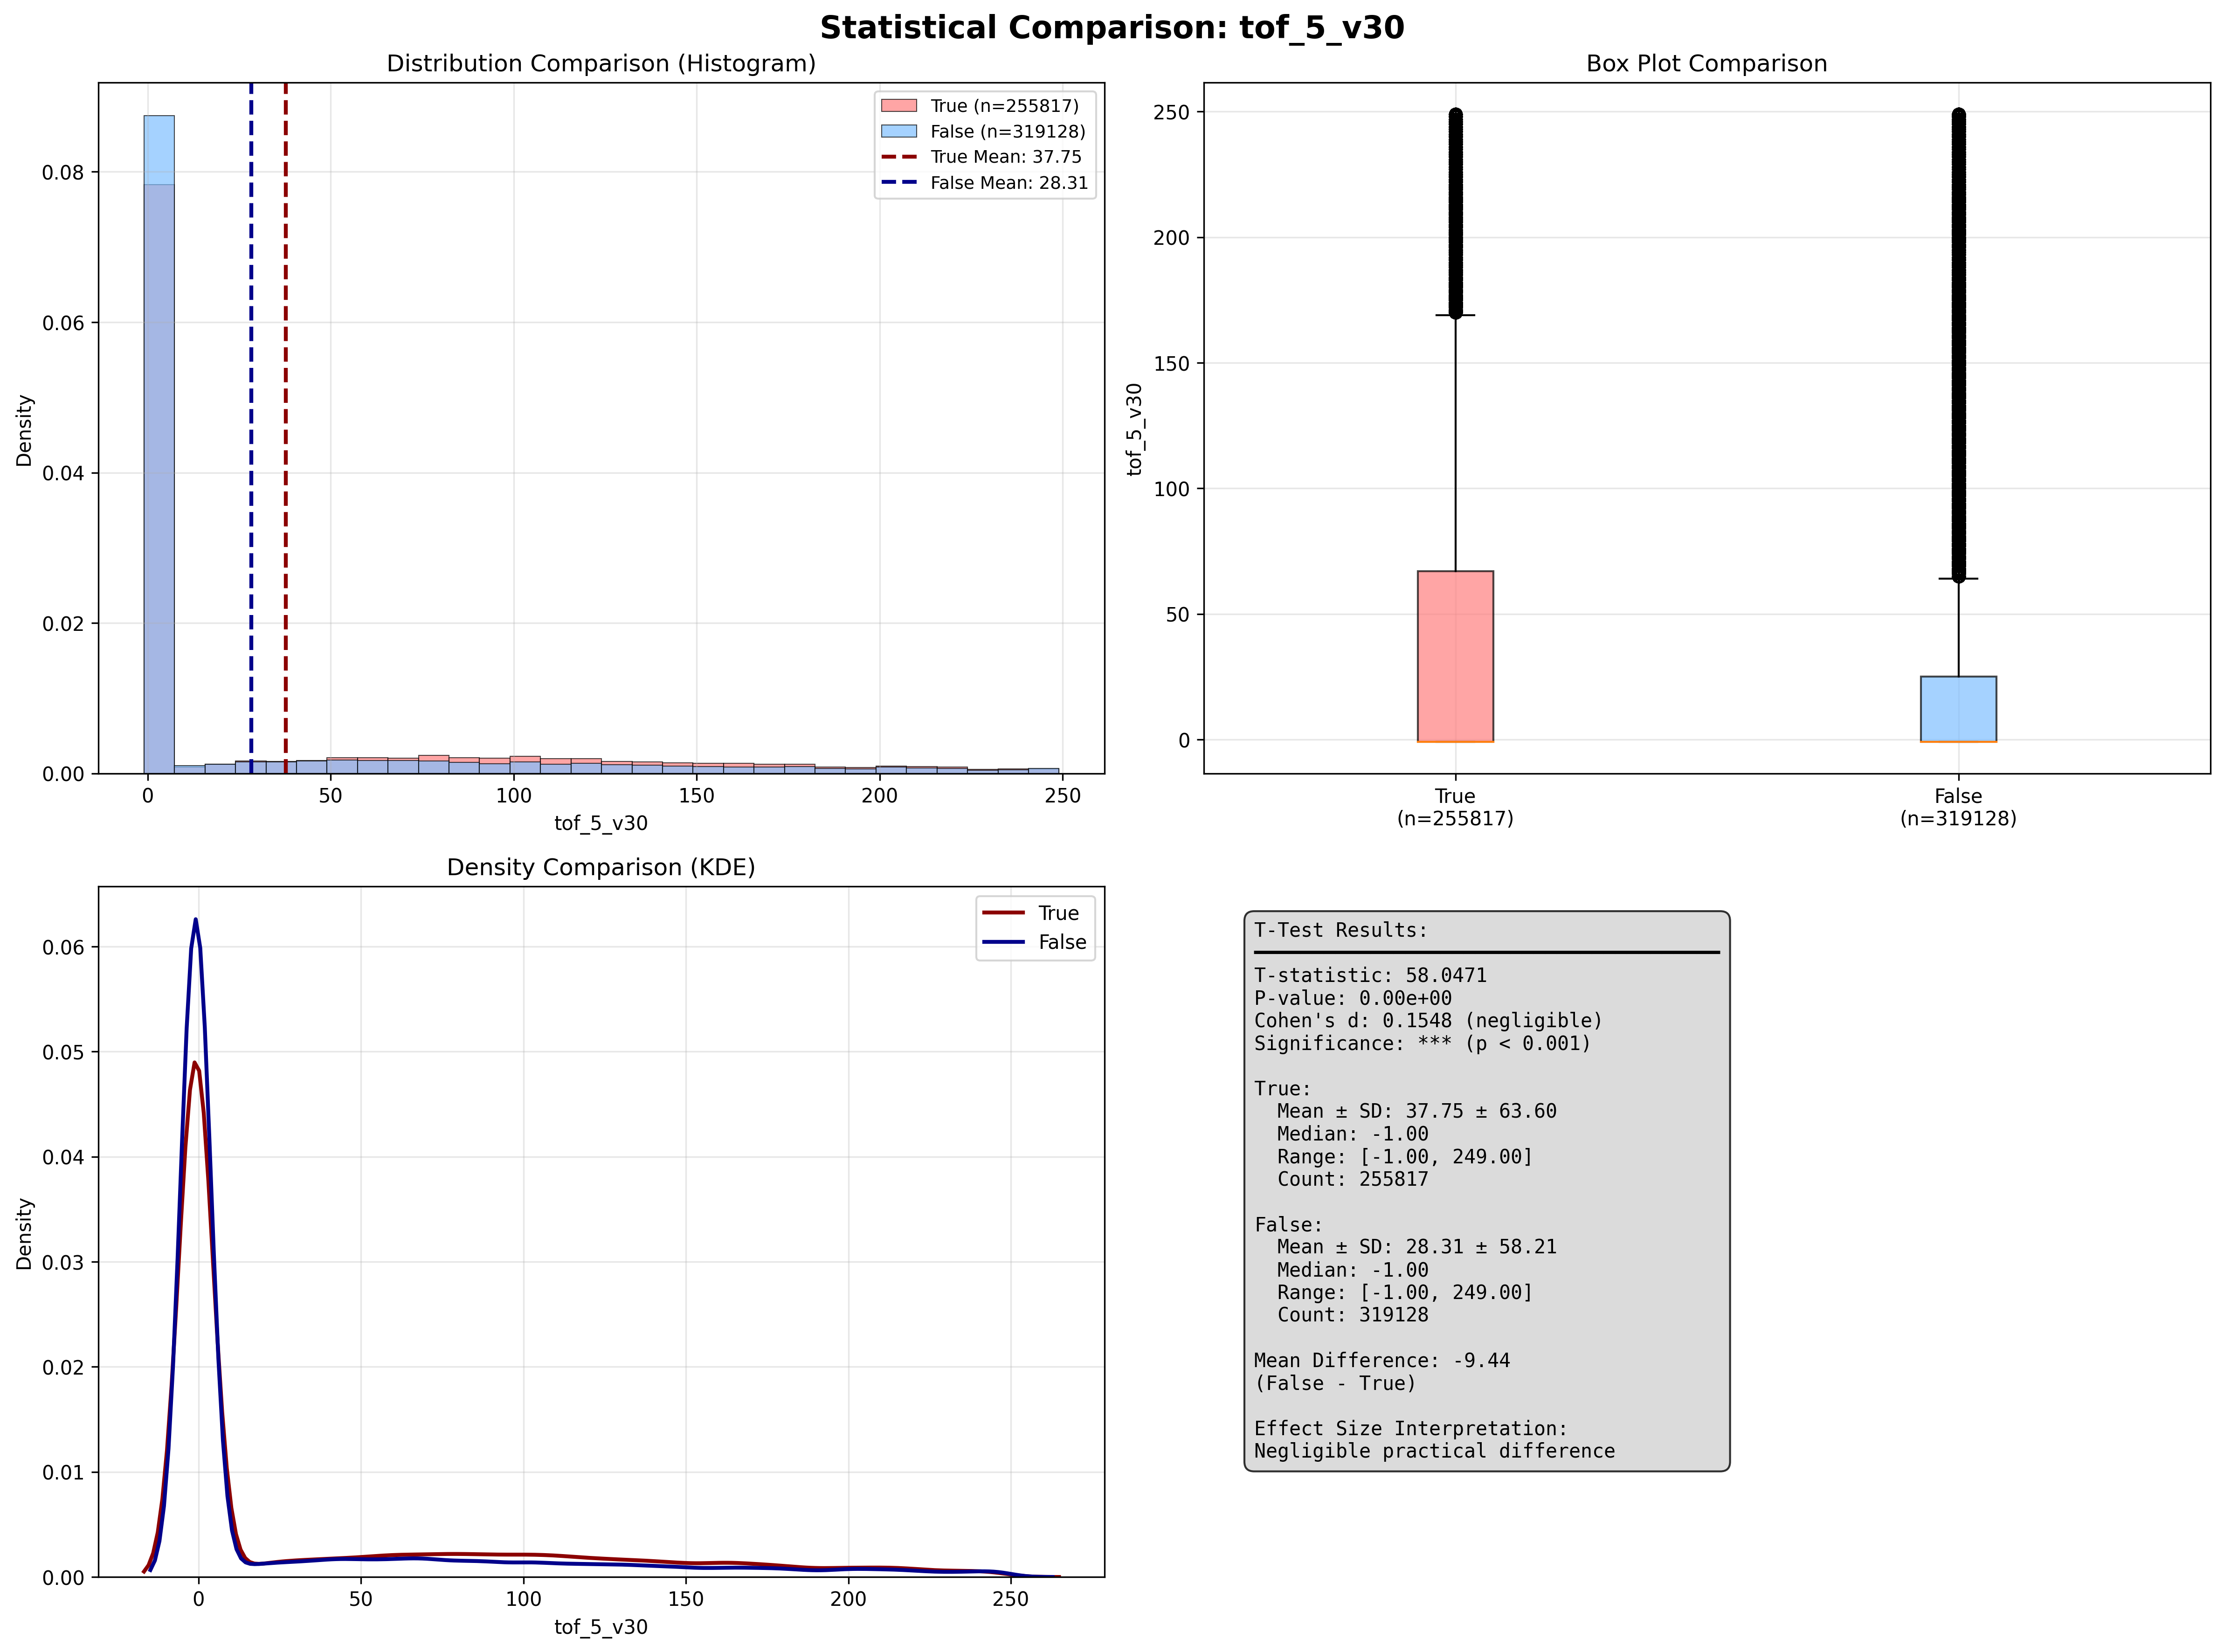 Statistical Comparison: tof_5_v30
Distribution Comparison (Histogram)
Density
0.08
0.06
0.04
0.02
0.00
0
50
100
150
200
250
tof_5_v30
True (n=255817)
False (n=319128)
True Mean: 37.75
False Mean: 28.31
Box Plot Comparison
tof_5_v30
250
200
150
100
50
0
True
(n=255817)
False
(n=319128)
Density Comparison (KDE)
Density
0.06
0.05
0.04
0.03
0.02
0.01
0.00
0
50
100
150
200
250
tof_5_v30
True
False
T-Test Results:
T-statistic: 58.0471
P-value: 0.00e+00
Cohen's d: 0.1548 (negligible)
Significance: *** (p < 0.001)
True:
Mean ± SD: 37.75 ± 63.60
Median: -1.00
Range: [-1.00, 249.00]
Count: 255817
False:
Mean ± SD: 28.31 ± 58.21
Median: -1.00
Range: [-1.00, 249.00]
Count: 319128
Mean Difference: -9.44
(False - True)
Effect Size Interpretation:
Negligible practical difference